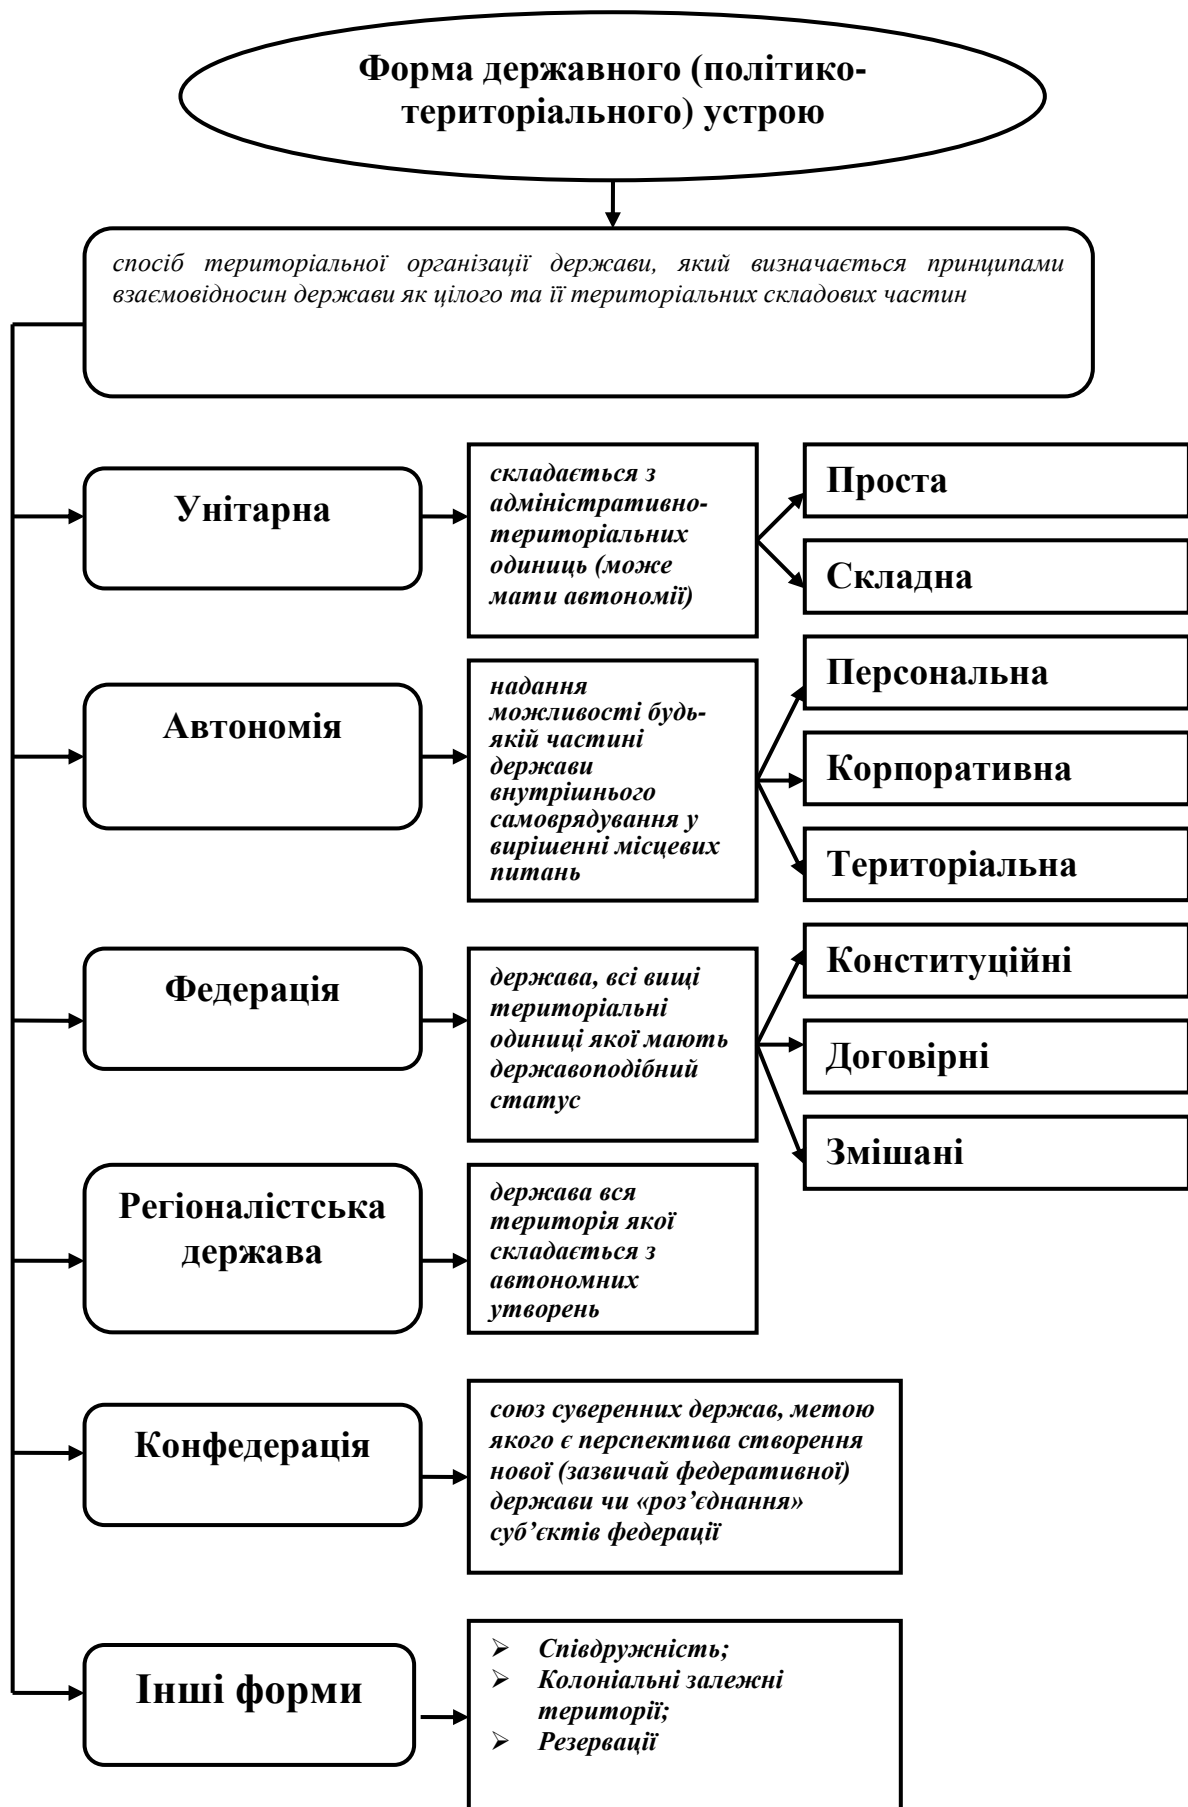 Форма державного (політико-
територіального) устрою
спосіб територіальної організації держави, який визначається принципами
взаємовідносин держави як цілого та її територіальних складових частин
Унітарна
складається з
адміністративно-
територіальних
одиниць (може
мати автономії)
Проста
Складна
Автономія
надання
можливості будь-
якій частині
держави
внутрішнього
самоврядування у
вирішенні місцевих
питань
Персональна
Корпоративна
Територіальна
Федерація
держава, всі вищі
територіальні
одиниці якої мають
державоподібний
статус
Конституційні
Договірні
Змішані
Регіоналістська
держава
держава вся
територія якої
складається з
автономних
утворень
Конфедерація
союз суверенних держав, метою
якого є перспектива створення
нової (зазвичай федеративної)
держави чи «роз’єднання»
суб’єктів федерації
Інші форми
➢ Співдружність;
➢ Колоніальні залежні
території;
➢ Резервації